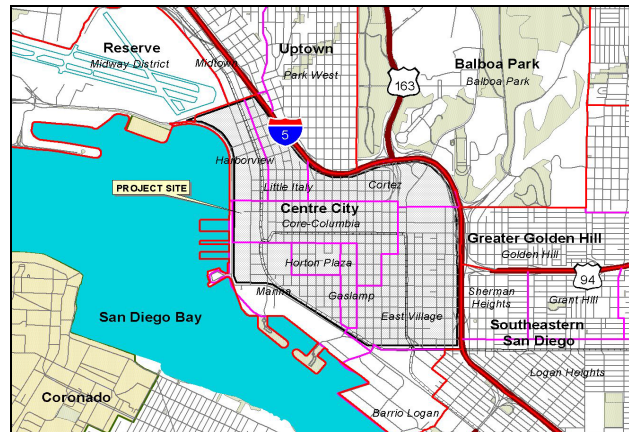 Reserve
Midway District
Midtown
Uptown
Park West
Balboa Park
Balboa Park
163
5
Harborview
PROJECT SITE
Little Italy
Cortez
Centre City
Core-Columbia
Greater Golden Hill
Golden Hill
Horton Plaza
94
Marina
Gaslamp
Sherman
Heights
Grant Hill
San Diego Bay
East Village
Southeastern
San Diego
Logan Heights
Coronado
Barrio Logan